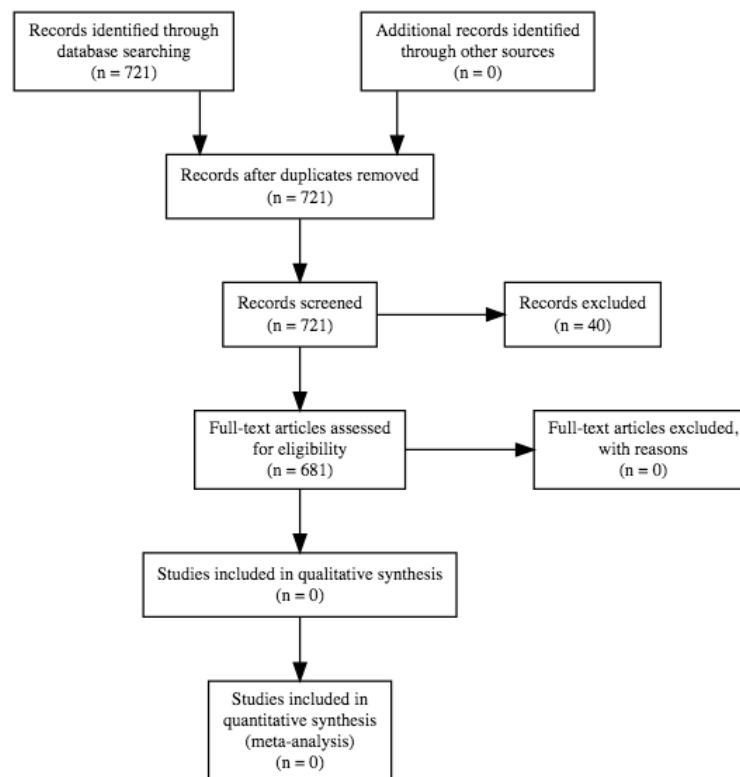 Records identified through
database searching
(n = 721)
Additional records identified
through other sources
(n = 0)
Records after duplicates removed
(n = 721)
Records screened
(n = 721)
Records excluded
(n = 40)
Full-text articles assessed
for eligibility
(n = 681)
Full-text articles excluded,
with reasons
(n = 0)
Studies included in qualitative synthesis
(n = 0)
Studies included in
quantitative synthesis
(meta-analysis)
(n = 0)